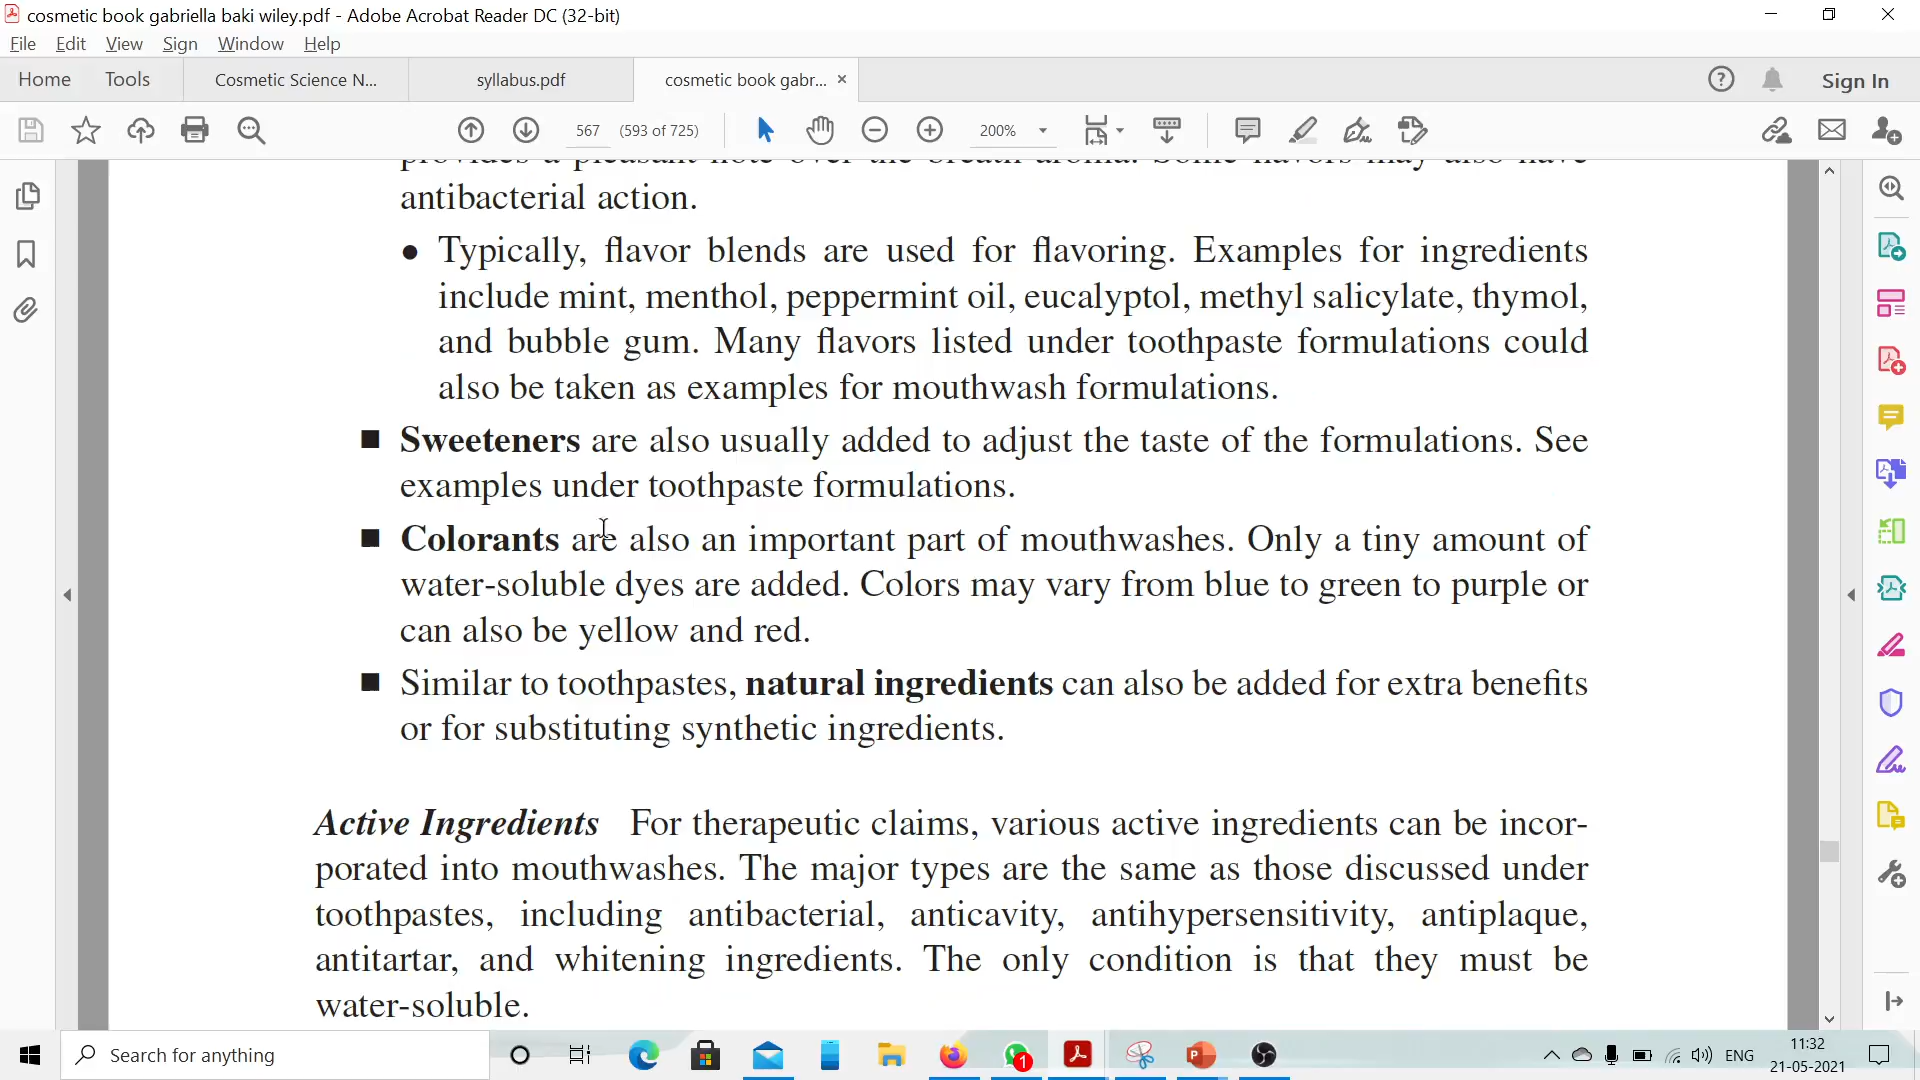 cosmetic book gabriella baki wiley.pdf - Adobe Acrobat Reader DC (32-bit)
File Edit View Sign Window Help
Home Tools Cosmetic Science N... syllabus.pdf cosmetic book gabr... × Sign In
567 (593 of 725) 200%
provides a pleasant note over the breath aroma. Some flavors may also have
antibacterial action.
● Typically, flavor blends are used for flavoring. Examples for ingredients
include mint, menthol, peppermint oil, eucalyptol, methyl salicylate, thymol,
and bubble gum. Many flavors listed under toothpaste formulations could
also be taken as examples for mouthwash formulations.
■ Sweeteners are also usually added to adjust the taste of the formulations. See
examples under toothpaste formulations.
■ Colorants are also an important part of mouthwashes. Only a tiny amount of
water-soluble dyes are added. Colors may vary from blue to green to purple or
can also be yellow and red.
■ Similar to toothpastes, natural ingredients can also be added for extra benefits
or for substituting synthetic ingredients.
Active Ingredients For therapeutic claims, various active ingredients can be incor-
porated into mouthwashes. The major types are the same as those discussed under
toothpastes, including antibacterial, anticavity, antihypersensitivity, antiplaque,
antitartar, and whitening ingredients. The only condition is that they must be
water-soluble.
Search for anything 1 ENG 11:32
21-05-2021